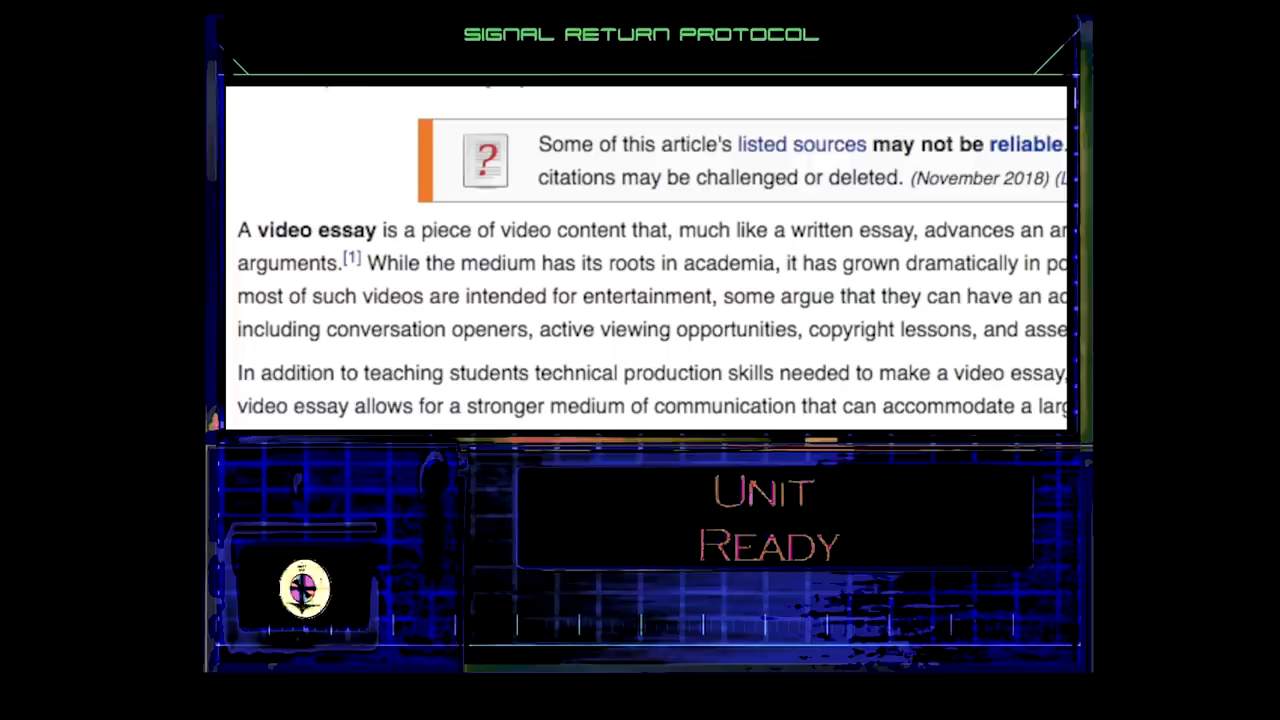 SIGNAL RETURN PROTOCOL
?
Some of this article's listed sources may not be reliable.
citations may be challenged or deleted. (November 2018) (
A video essay is a piece of video content that, much like a written essay, advances an
arguments.[1] While the medium has its roots in academia, it has grown dramatically in
most of such videos are intended for entertainment, some argue that they can have an
including conversation openers, active viewing opportunities, copyright lessons, and
In addition to teaching students technical production skills needed to make a video essay,
video essay allows for a stronger medium of communication that can accommodate a
UNIT
READY